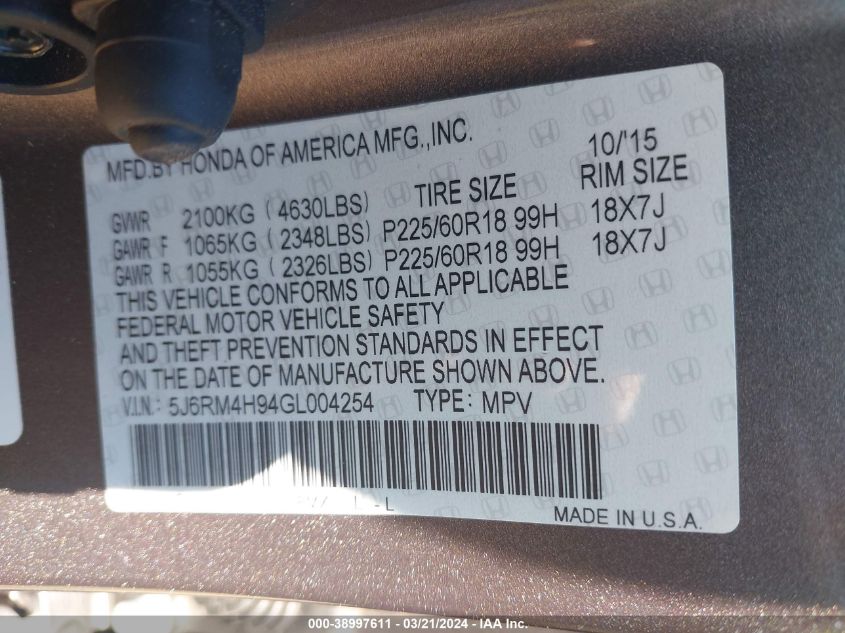 MFD.BY HONDA OF AMERICA MFG.,INC. 10/'15
TIRE SIZE RIM SIZE
GVWR 2100KG (4630LBS)
GAWR F 1065KG (2348LBS) P225/60R18 99H 18X7J
GAWR R 1055KG (2326LBS) P225/60R18 99H 18X7J
THIS VEHICLE CONFORMS TO ALL APPLICABLE
FEDERAL MOTOR VEHICLE SAFETY
AND THEFT PREVENTION STANDARDS IN EFFECT
ON THE DATE OF MANUFACTURE SHOWN ABOVE.
V.I.N.: 5J6RM4H94GL004254 TYPE: MPV
MADE IN U.S.A.
000-38997611 - 03/21/2024 - IAA Inc.